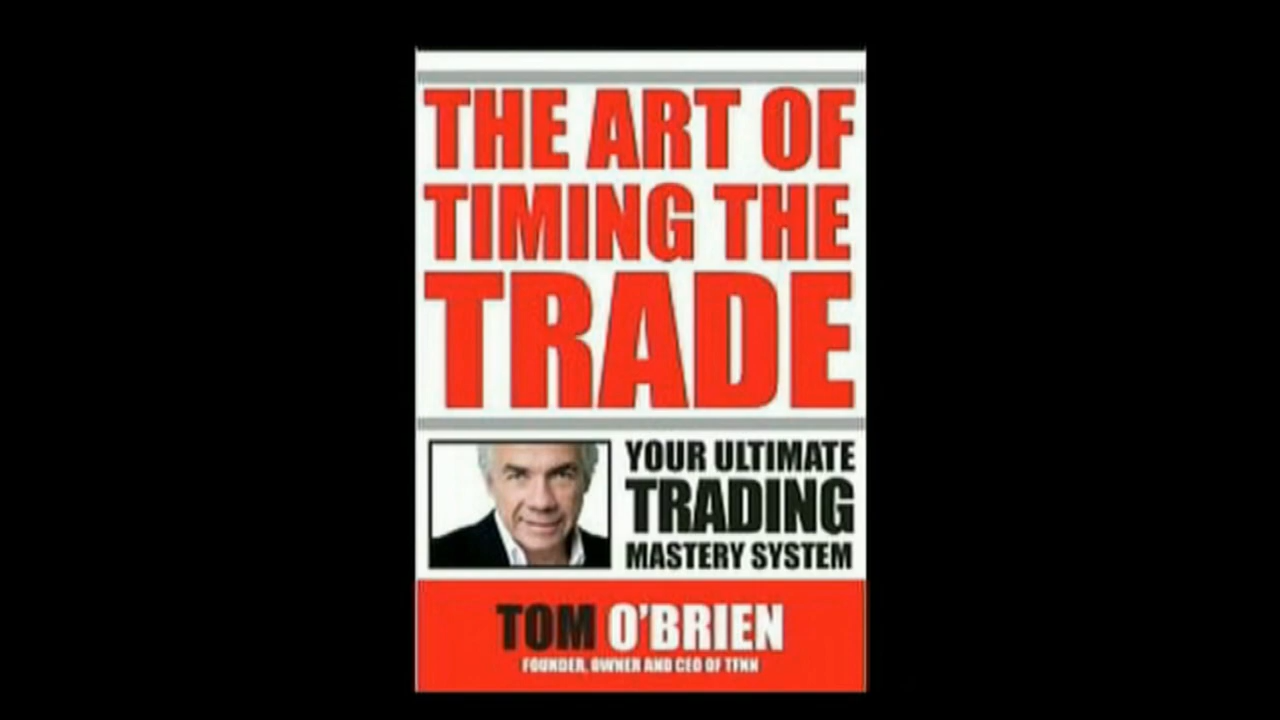 THE ART OF
TIMING THE
TRADE
YOUR ULTIMATE
TRADING
MASTERY SYSTEM
TOM O'BRIEN
FOUNDER, OWNER AND CEO OF TFNN